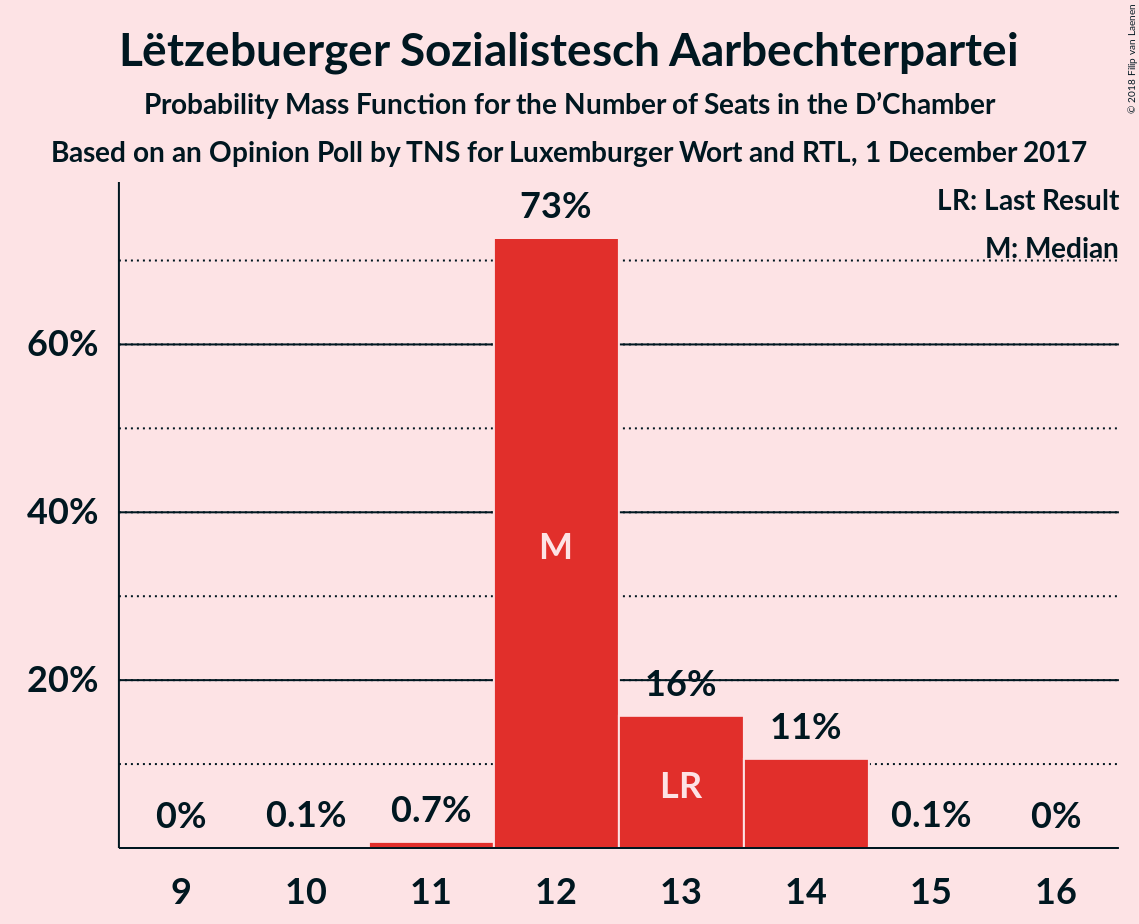 Lëtzebuerger Sozialistesch Aarbechterpartei
Probability Mass Function for the Number of Seats in the D’Chamber
Based on an Opinion Poll by TNS for Luxemburger Wort and RTL, 1 December 2017
© 2018 Filip van Laenen
LR: Last Result
M: Median
73%
60%
40%
M
20%
16%
11%
LR
0%
0.1%
0.7%
0.1%
0%
9 10 11 12 13 14 15 16